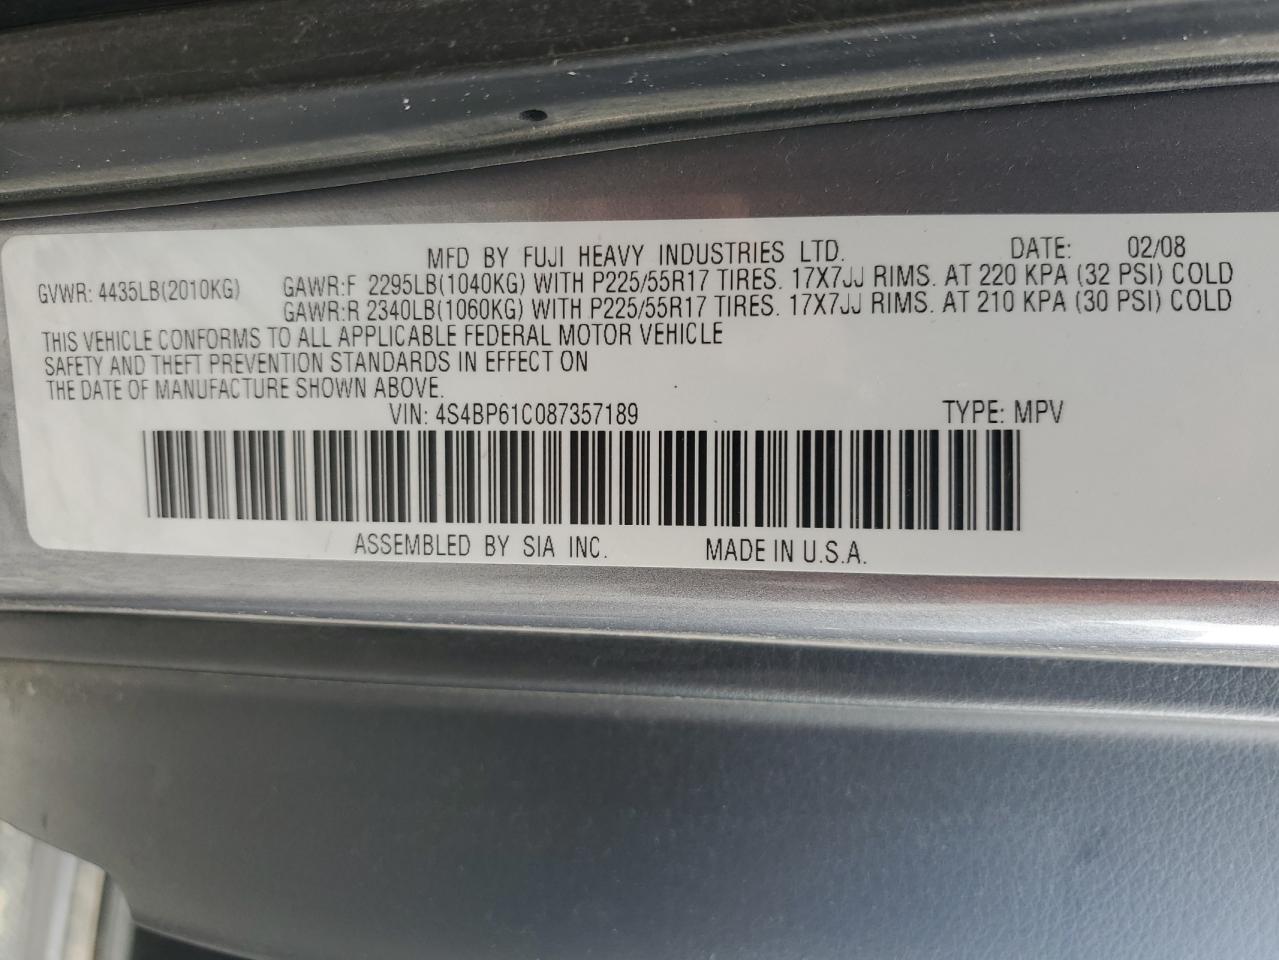 MFD BY FUJI HEAVY INDUSTRIES LTD. DATE: 02/08
GVWR: 4435LB(2010KG) GAWR:F 2295LB(1040KG) WITH P225/55R17 TIRES. 17X7JJ RIMS. AT 220 KPA (32 PSI) COLD
GAWR:R 2340LB(1060KG) WITH P225/55R17 TIRES. 17X7JJ RIMS. AT 210 KPA (30 PSI) COLD
THIS VEHICLE CONFORMS TO ALL APPLICABLE FEDERAL MOTOR VEHICLE
SAFETY AND THEFT PREVENTION STANDARDS IN EFFECT ON
THE DATE OF MANUFACTURE SHOWN ABOVE.
VIN: 4S4BP61C087357189 TYPE: MPV
ASSEMBLED BY SIA INC. MADE IN U.S.A.